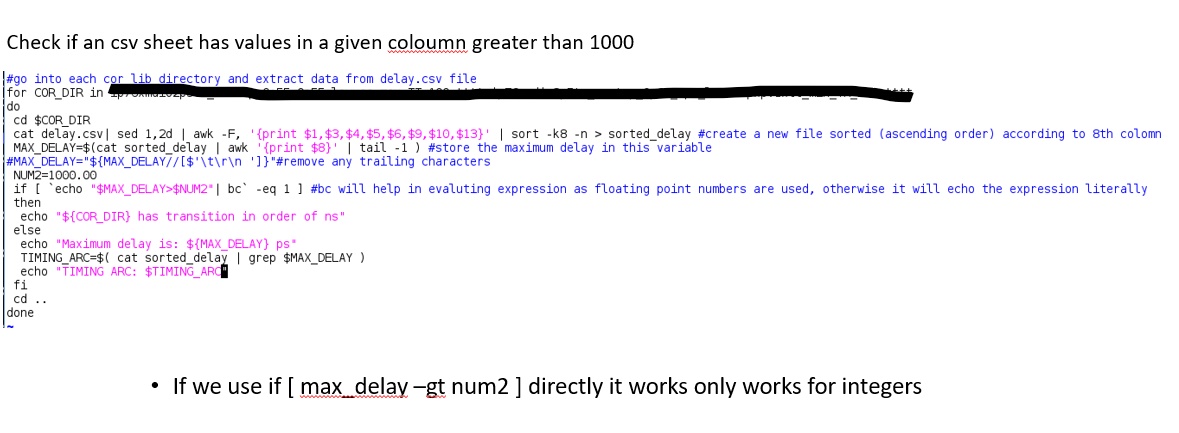 Check if an csv sheet has values in a given coloumn greater than 1000
#go into each cor_lib_directory and extract data from delay.csv file
for COR_DIR in
do
cd $COR_DIR
cat delay.csv| sed 1,2d | awk -F, '{print $1,$3,$4,$5,$6,$9,$10,$13}' | sort -k8 -n > sorted_delay #create a new file sorted (ascending order) according to 8th colomn
MAX_DELAY=$(cat sorted_delay | awk '{print $8}' | tail -1 ) #store the maximum delay in this variable
#MAX_DELAY="${MAX_DELAY//[$'\t\r\n ']}"#remove any trailing characters
NUM2=1000.00
if [ `echo "$MAX_DELAY>$NUM2"| bc` -eq 1 ] #bc will help in evaluting expression as floating point numbers are used, otherwise it will echo the expression literally
then
echo "${COR_DIR} has transition in order of ns"
else
echo "Maximum delay is: ${MAX_DELAY} ps"
TIMING_ARC=$( cat sorted_delay | grep $MAX_DELAY )
echo "TIMING ARC: $TIMING_ARC"
fi
cd ..
done
~
• If we use if [ max_delay –gt num2 ] directly it works only works for integers